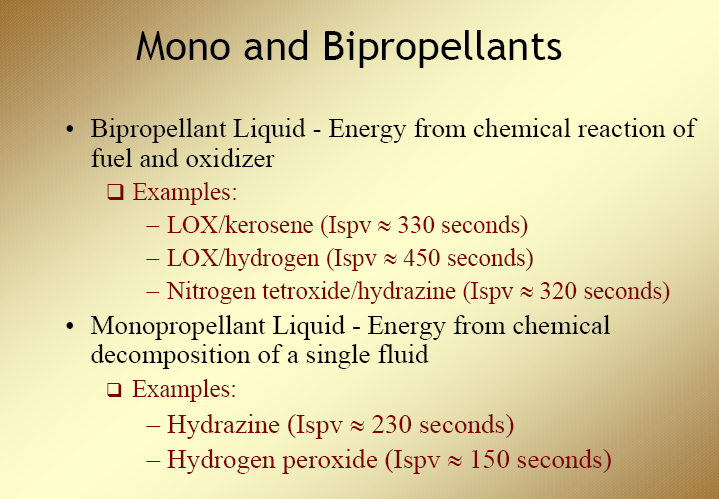 Mono and Bipropellants
• Bipropellant Liquid - Energy from chemical reaction of
fuel and oxidizer
❑ Examples:
– LOX/kerosene (Ispv ≈ 330 seconds)
– LOX/hydrogen (Ispv ≈ 450 seconds)
– Nitrogen tetroxide/hydrazine (Ispv ≈ 320 seconds)
• Monopropellant Liquid - Energy from chemical
decomposition of a single fluid
❑ Examples:
– Hydrazine (Ispv ≈ 230 seconds)
– Hydrogen peroxide (Ispv ≈ 150 seconds)